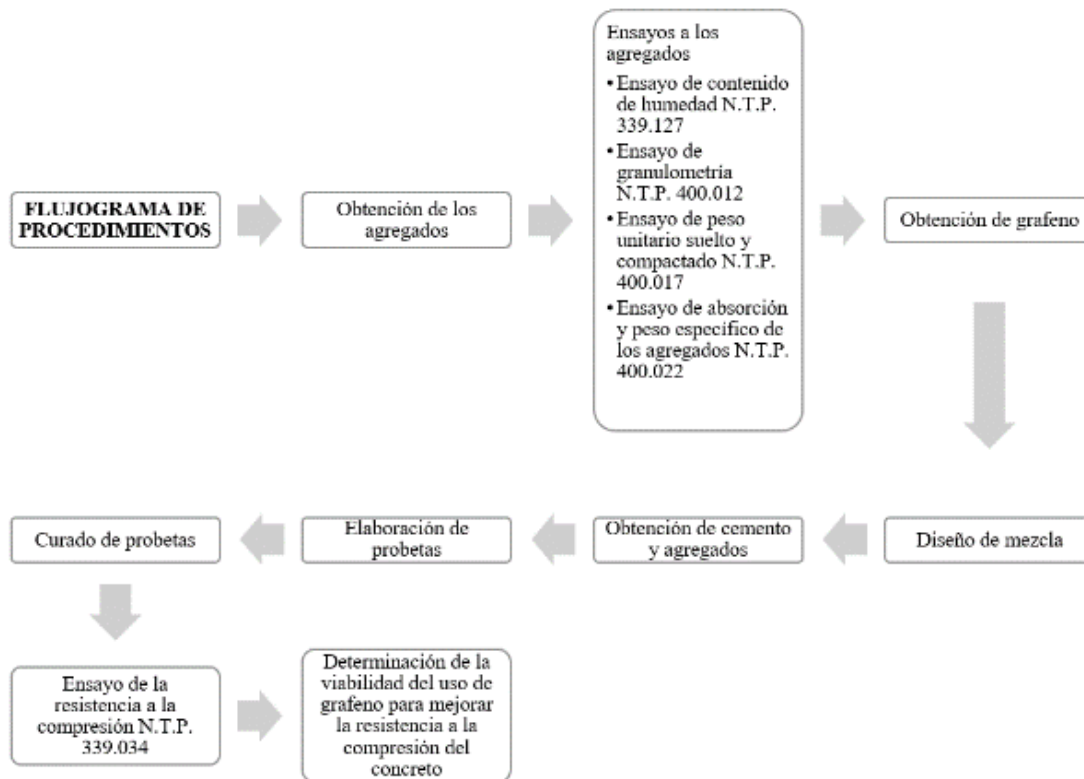 FLUJOGRAMA DE
PROCEDIMIENTOS
Obtención de los
agregados
Ensayos a los
agregados
•Ensayo de contenido
de humedad N.T.P.
339.127
•Ensayo de
granulometría
N.T.P. 400.012
•Ensayo de peso
unitario suelto y
compactado N.T.P.
400.017
•Ensayo de absorción
y peso específico de
los agregados N.T.P.
400.022
Obtención de grafeno
Diseño de mezcla
Obtención de cemento
y agregados
Elaboración de
probetas
Curado de probetas
Ensayo de la
resistencia a la
compresión N.T.P.
339.034
Determinación de la
viabilidad del uso de
grafeno para mejorar
la resistencia a la
compresión del
concreto